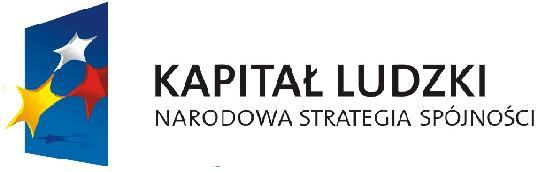 KAPITAŁ LUDZKI
NARODOWA STRATEGIA SPÓJNOŚCI